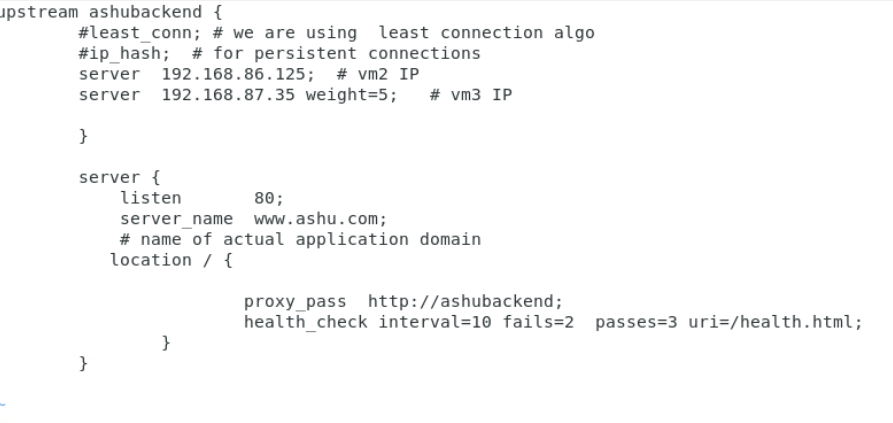 upstream ashubackend {
#least_conn; # we are using  least connection algo
#ip_hash;  # for persistent connections
server  192.168.86.125;  # vm2 IP
server  192.168.87.35 weight=5;   # vm3 IP
}
server {
listen       80;
server_name  www.ashu.com;
# name of actual application domain
location / {
proxy_pass  http://ashubackend;
health_check interval=10 fails=2  passes=3 uri=/health.html;
}
}
~